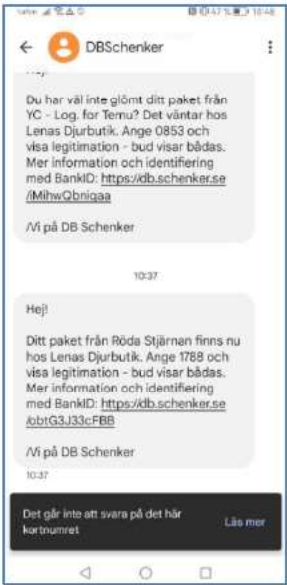 18:48
DBSchenker
Du har väl inte glömt ditt paket från
YC - Log. for Temu? Det väntar hos
Lenas Djurbutik. Ange 0853 och
visa legitimation - bud visar bådas.
Mer information och identifiering
med BankID: https://db.schenker.se
/iMihwQbniqaa
/Vi på DB Schenker
10:37
Hej!
Ditt paket från Röda Stjärnan finns nu
hos Lenas Djurbutik. Ange 1788 och
visa legitimation - bud visar bådas.
Mer information och identifiering
med BankID: https://db.schenker.se
/obtG3J33cFBB
/Vi på DB Schenker
10:37
Det går inte att svara på det här
kortnumret
Läs mer